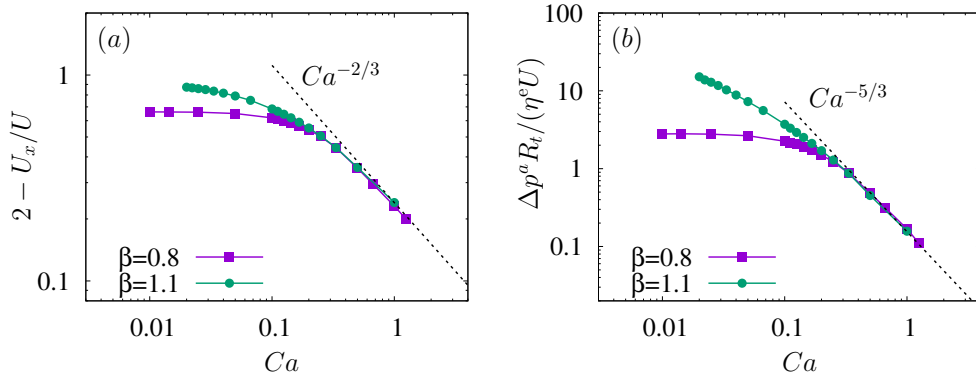 (a)
Ca^{-2/3}
2 − U_x/U
1
0.1
β=0.8
β=1.1
0.01
0.1
1
Ca
(b)
Ca^{-5/3}
Δp^a R_t/(η^e U)
100
10
1
0.1
β=0.8
β=1.1
0.01
0.1
1
Ca